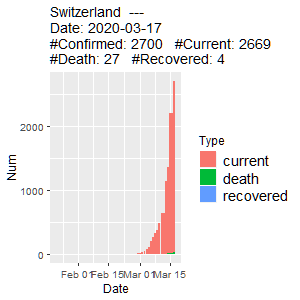 Switzerland  ---
Date: 2020-03-17
#Confirmed: 2700   #Current: 2669
#Death: 27   #Recovered: 4
Num
2000
1000
0
Feb 01
Feb 15
Mar 01
Mar 15
Date
Type
current
death
recovered